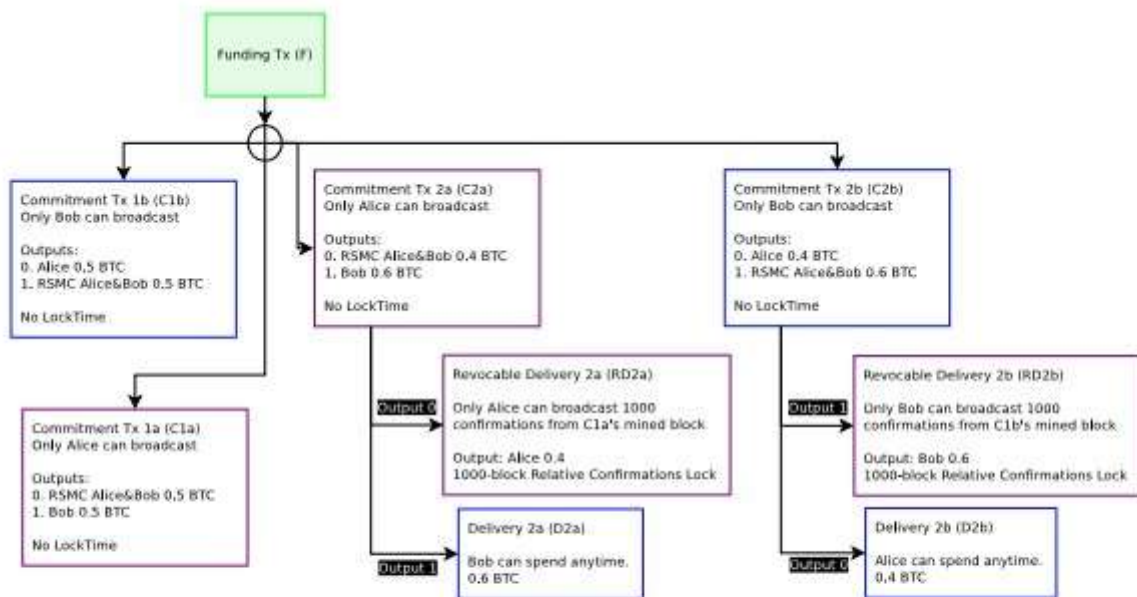 Funding Tx (F)
Commitment Tx 1b (C1b)
Only Bob can broadcast
Outputs:
0. Alice 0.5 BTC
1. RSMC Alice&Bob 0.5 BTC
No LockTime
Commitment Tx 2a (C2a)
Only Alice can broadcast
Outputs:
0. RSMC Alice&Bob 0.4 BTC
1. Bob 0.6 BTC
No LockTime
Commitment Tx 2b (C2b)
Only Bob can broadcast
Outputs:
0. Alice 0.4 BTC
1. RSMC Alice&Bob 0.6 BTC
No LockTime
Commitment Tx 1a (C1a)
Only Alice can broadcast
Outputs:
0. RSMC Alice&Bob 0.5 BTC
1. Bob 0.5 BTC
No LockTime
Output 0
Revocable Delivery 2a (RD2a)
Only Alice can broadcast 1000
confirmations from C1a's mined block
Output: Alice 0.4
1000-block Relative Confirmations Lock
Output 1
Delivery 2a (D2a)
Bob can spend anytime.
0.6 BTC
Output 1
Revocable Delivery 2b (RD2b)
Only Bob can broadcast 1000
confirmations from C1b's mined block
Output: Bob 0.6
1000-block Relative Confirmations Lock
Output 0
Delivery 2b (D2b)
Alice can spend anytime.
0.4 BTC